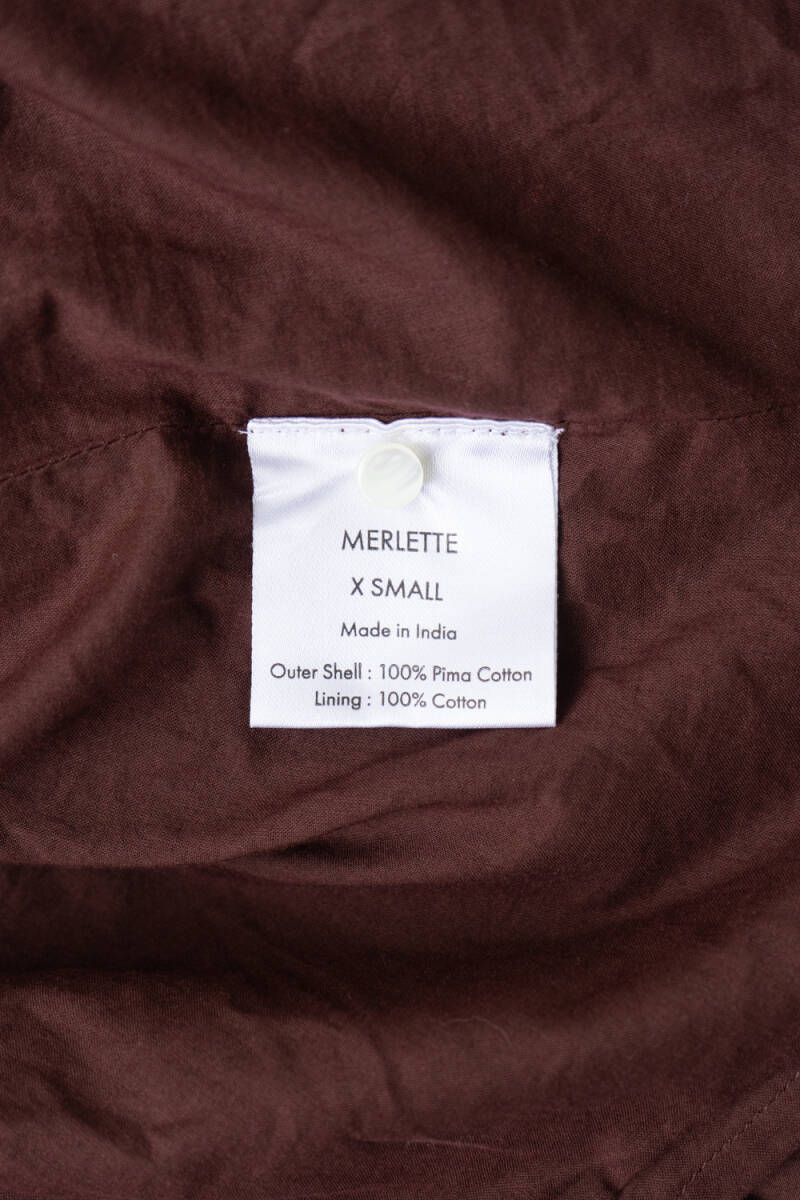 MERLETTE
X SMALL
Made in India
Outer Shell : 100% Pima Cotton
Lining : 100% Cotton